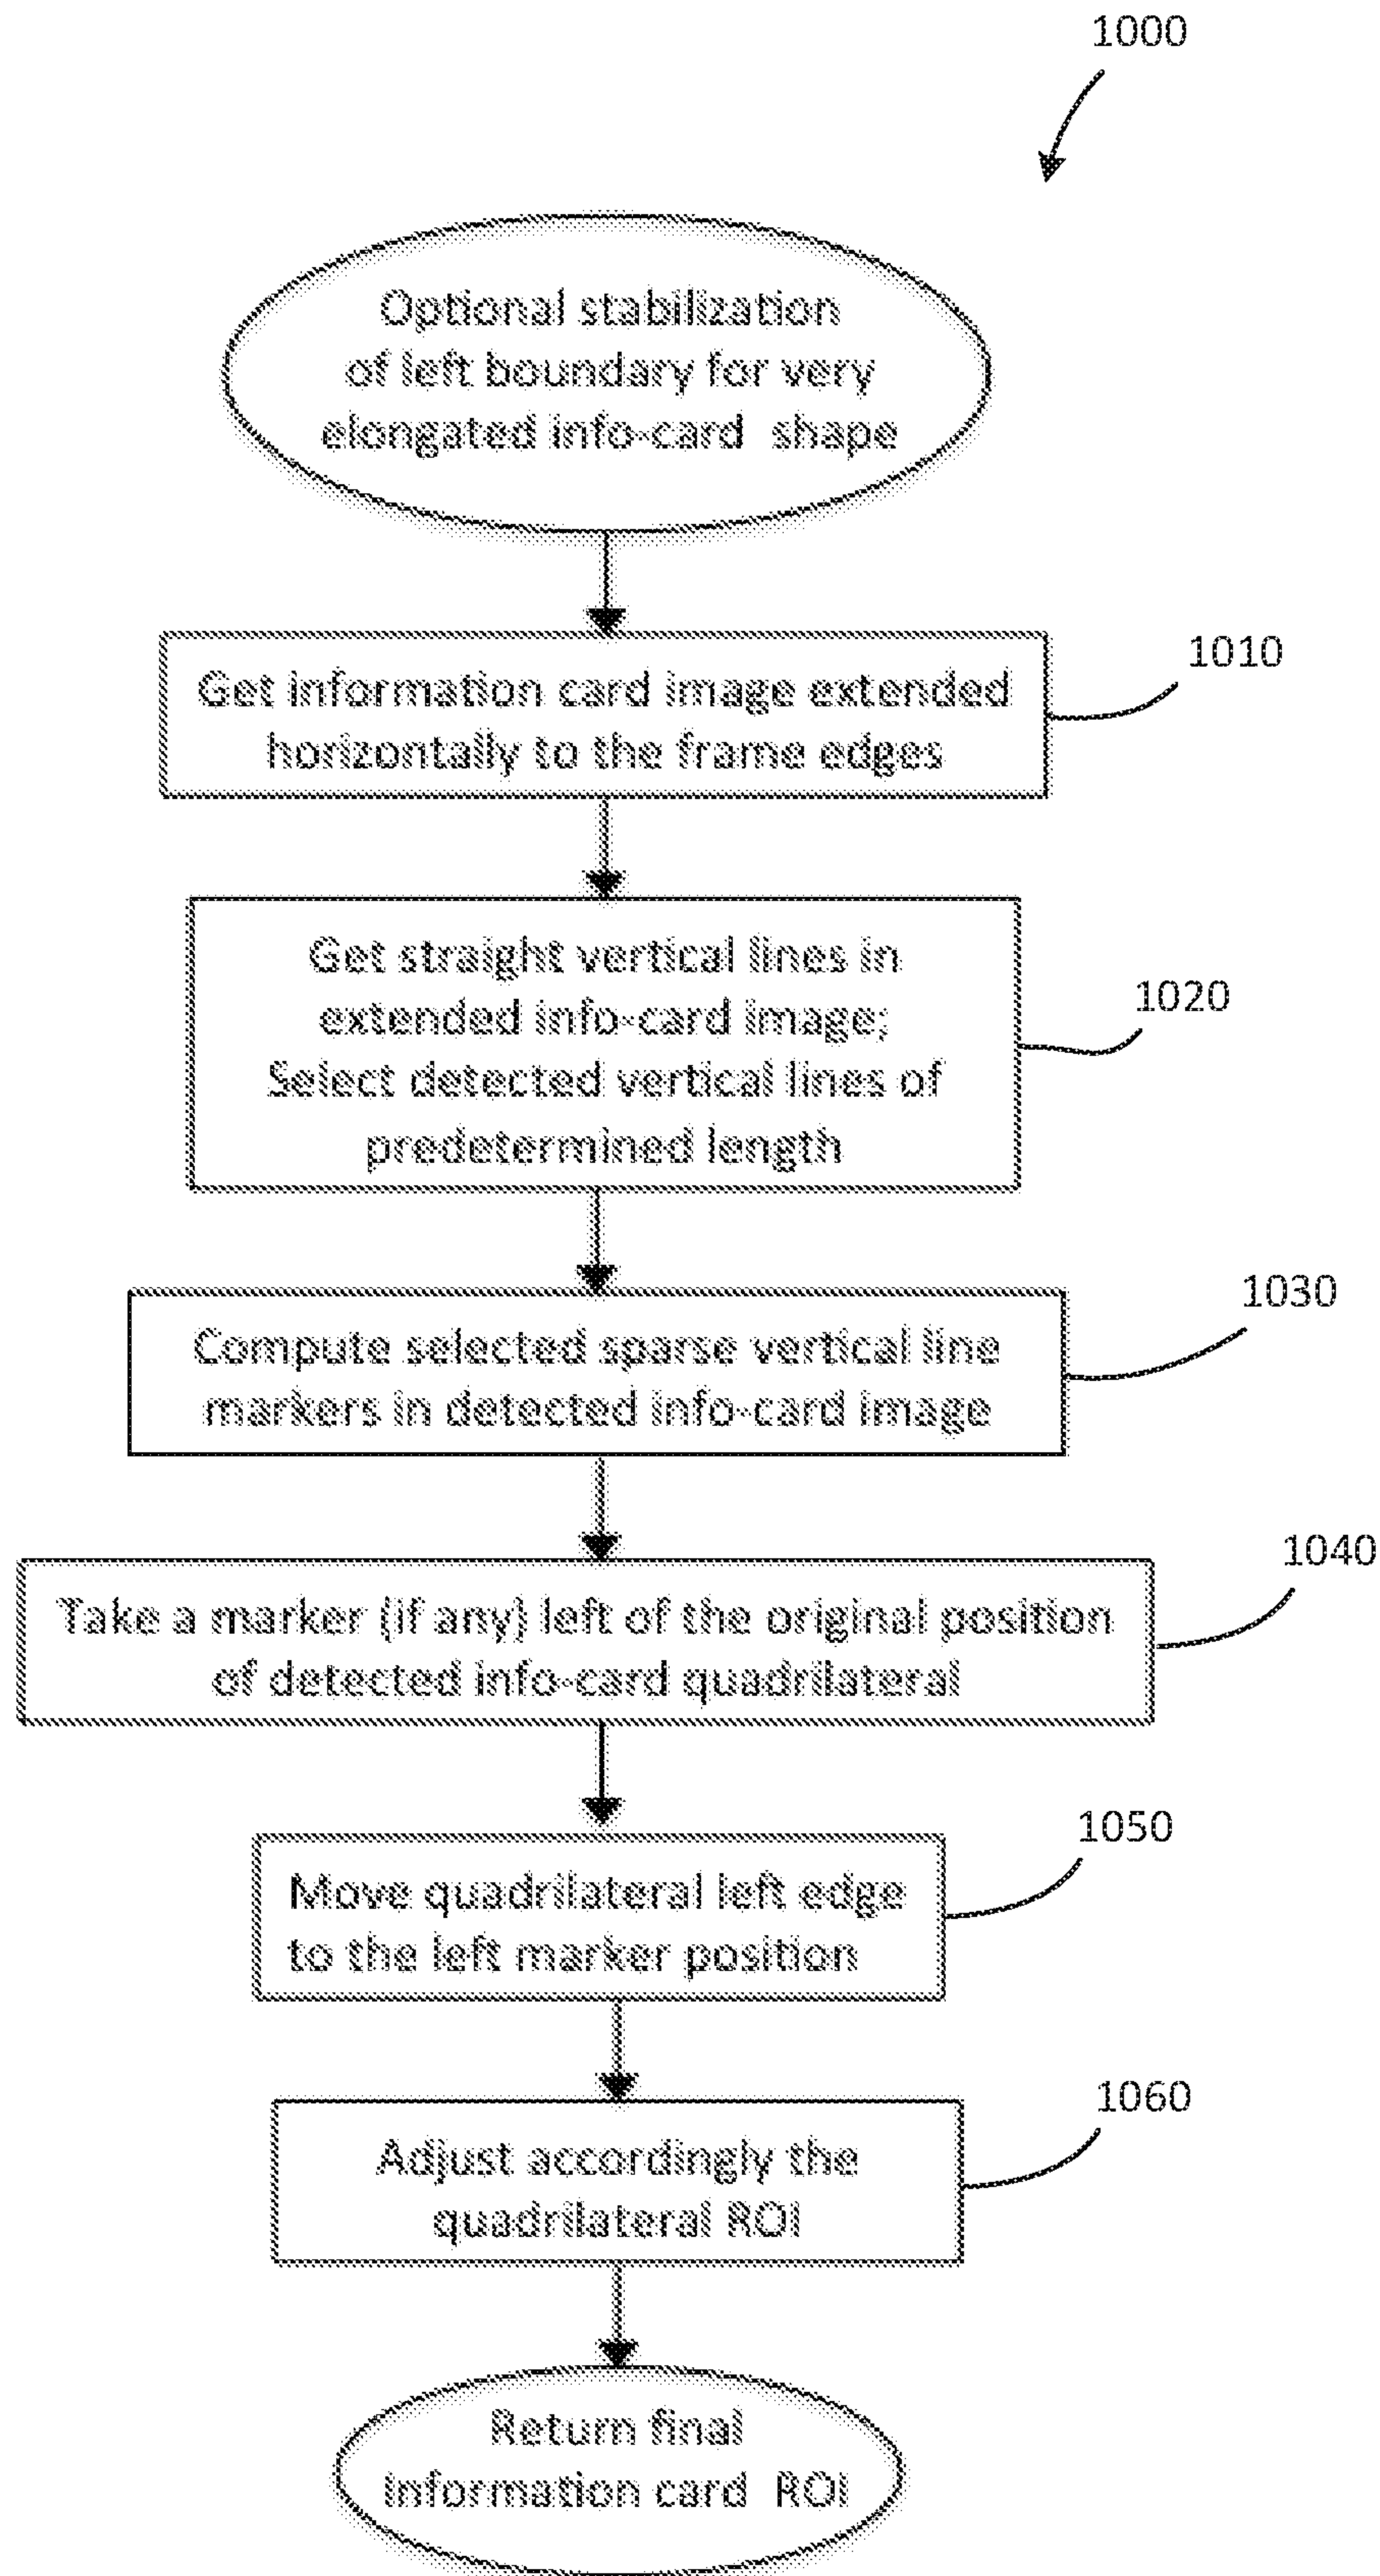 1000
Optional stabilization
of left boundary for very
elongated info-card shape
Get information card image extended
horizontally to the frame edges
1010
Get straight vertical lines in
extended info-card image;
Select detected vertical lines of
predetermined length
1020
Compute selected sparse vertical line
markers in detected info-card image
1030
Take a marker (if any) left of the original position
of detected info-card quadrilateral
1040
Move quadrilateral left edge
to the left marker position
1050
Adjust accordingly the
quadrilateral ROI
1060
Return final
information card ROI